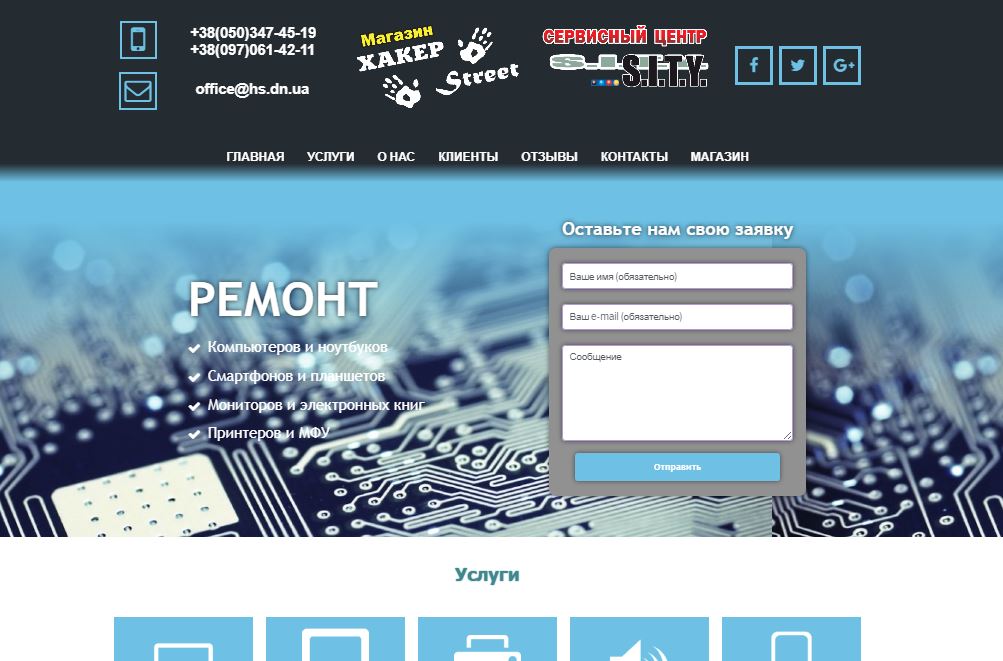 +38(050)347-45-19
+38(097)061-42-11
office@hs.dn.ua
Магазин
ХАКЕР
Street
СЕРВИСНЫЙ ЦЕНТР
S.I.T.Y.
ГЛАВНАЯ УСЛУГИ О НАС КЛИЕНТЫ ОТЗЫВЫ КОНТАКТЫ МАГАЗИН
РЕМОНТ
Компьютеров и ноутбуков
Смартфонов и планшетов
Мониторов и электронных книг
Принтеров и МФУ
Оставьте нам свою заявку
Ваше имя (обязательно)
Ваш e-mail (обязательно)
Сообщение
Отправить
Услуги